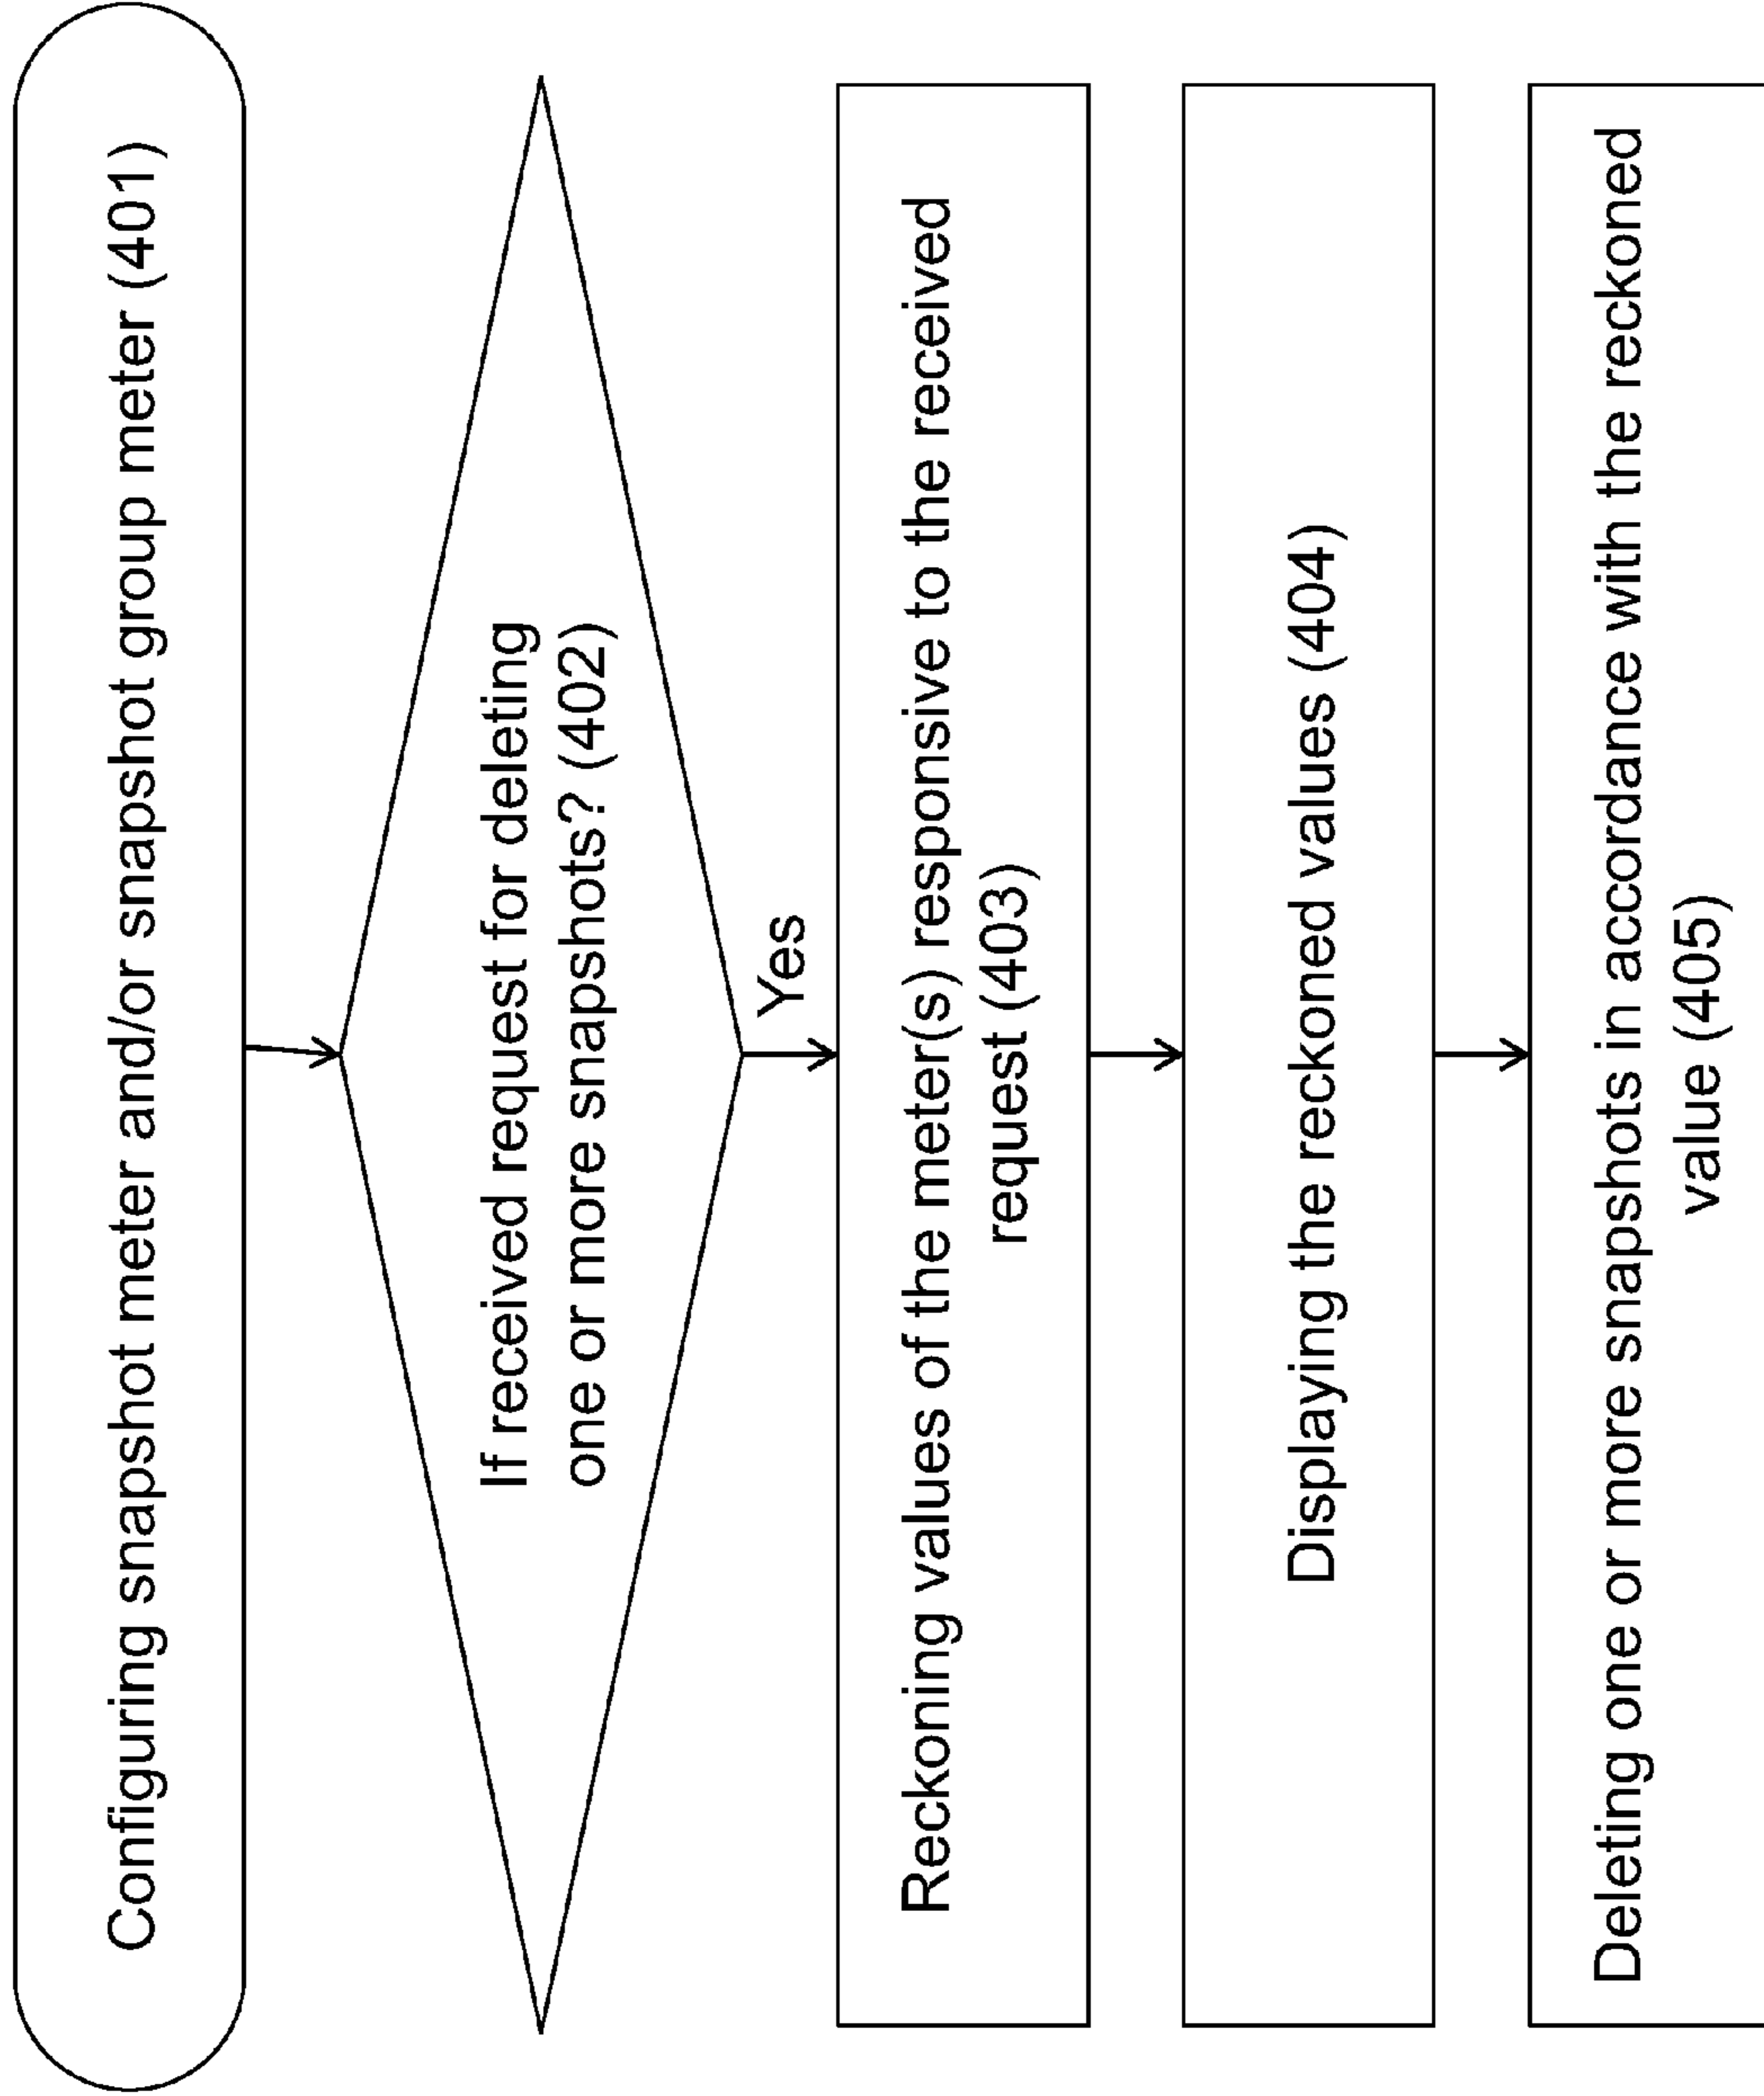 Configuring snapshot meter and/or snapshot group meter (401)
If received request for deleting
one or more snapshots? (402)
Yes
Reckoning values of the meter(s) responsive to the received
request (403)
Displaying the reckoned values (404)
Deleting one or more snapshots in accordance with the reckoned
value (405)